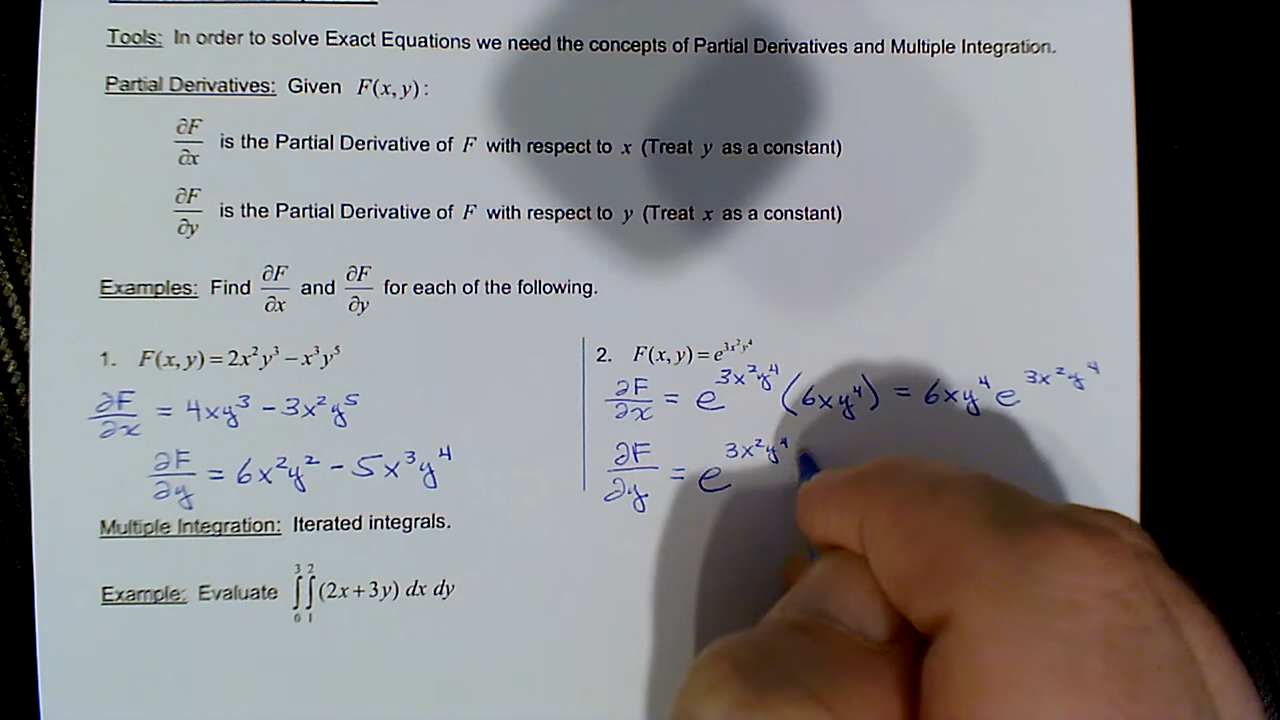 Tools: In order to solve Exact Equations we need the concepts of Partial Derivatives and Multiple Integration.
Partial Derivatives: Given F(x, y):
∂F/∂x is the Partial Derivative of F with respect to x (Treat y as a constant)
∂F/∂y is the Partial Derivative of F with respect to y (Treat x as a constant)
Examples: Find ∂F/∂x and ∂F/∂y for each of the following.
1. F(x, y) = 2x²y³ − x³y⁵
∂F/∂x = 4xy³ − 3x²y⁵
∂F/∂y = 6x²y² − 5x³y⁴
2. F(x, y) = e^{3x²y⁴}
∂F/∂x = e^{3x²y⁴} (6xy⁴) = 6xy⁴ e^{3x²y⁴}
∂F/∂y = e^{3x²y⁴}
Multiple Integration: Iterated integrals.
Example: Evaluate ∫₀³∫₁² (2x + 3y) dx dy